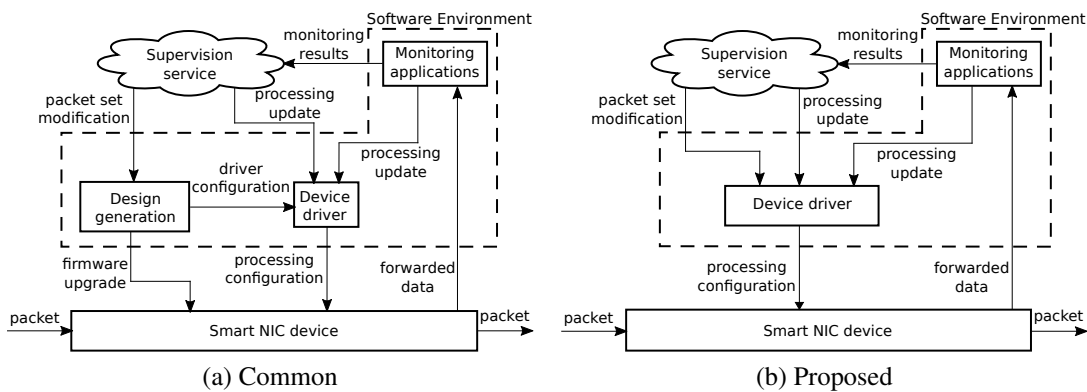 Software Environment
monitoring
results
Supervision
service
Monitoring
applications
packet set
modification
processing
update
processing
update
driver
configuration
Design
generation
Device
driver
firmware
upgrade
processing
configuration
forwarded
data
packet
Smart NIC device
packet
(a) Common
Software Environment
monitoring
results
Supervision
service
Monitoring
applications
packet set
modification
processing
update
processing
update
Device driver
processing
configuration
forwarded
data
packet
Smart NIC device
packet
(b) Proposed